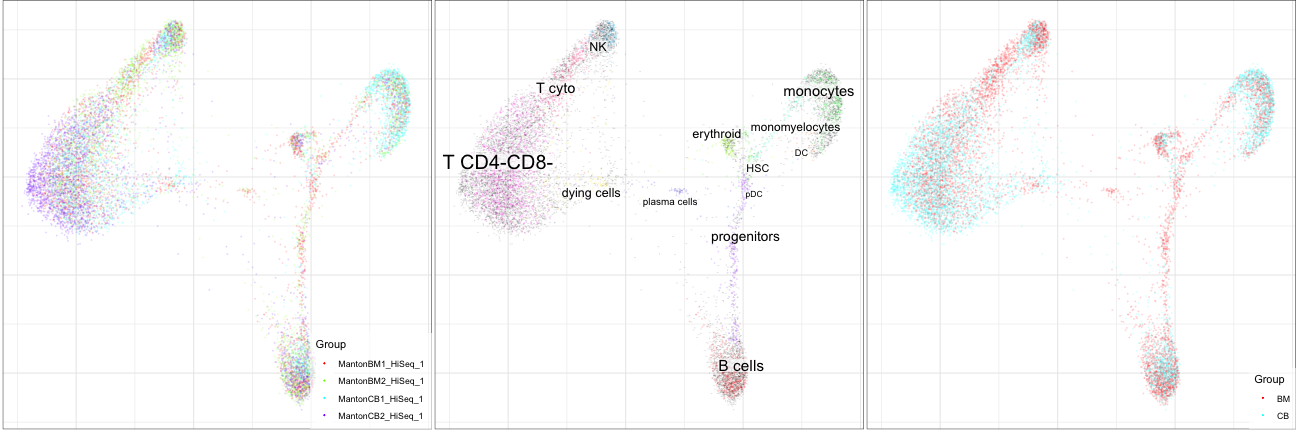 Group
MantonBM1_HiSeq_1
MantonBM2_HiSeq_1
MantonCB1_HiSeq_1
MantonCB2_HiSeq_1
NK
T cyto
monocytes
monomyelocytes
erythroid
DC
T CD4-CD8-
HSC
dying cells
plasma cells
pDC
progenitors
B cells
Group
BM
CB